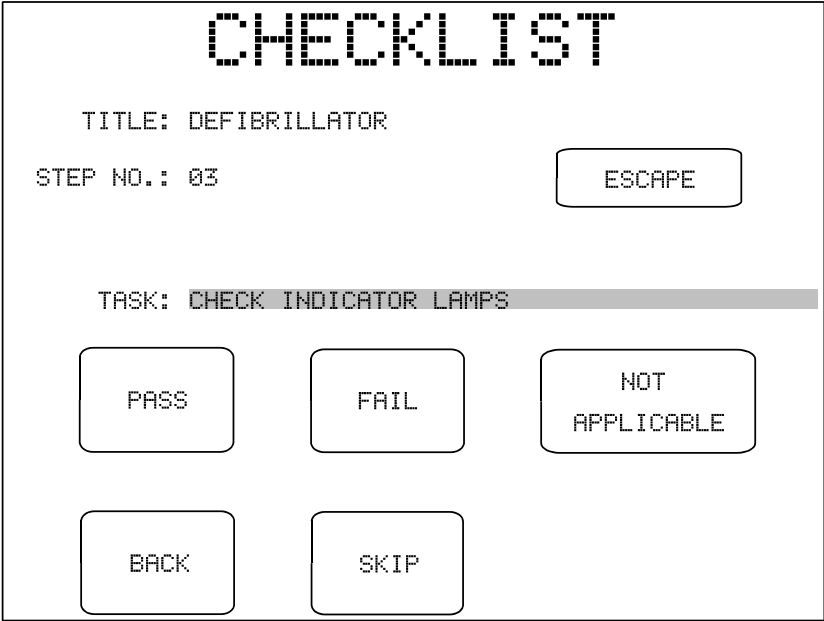 CHECKLIST
TITLE: DEFIBRILLATOR
STEP NO.: 03
ESCAPE
TASK: CHECK INDICATOR LAMPS
PASS
FAIL
NOT
APPLICABLE
BACK
SKIP